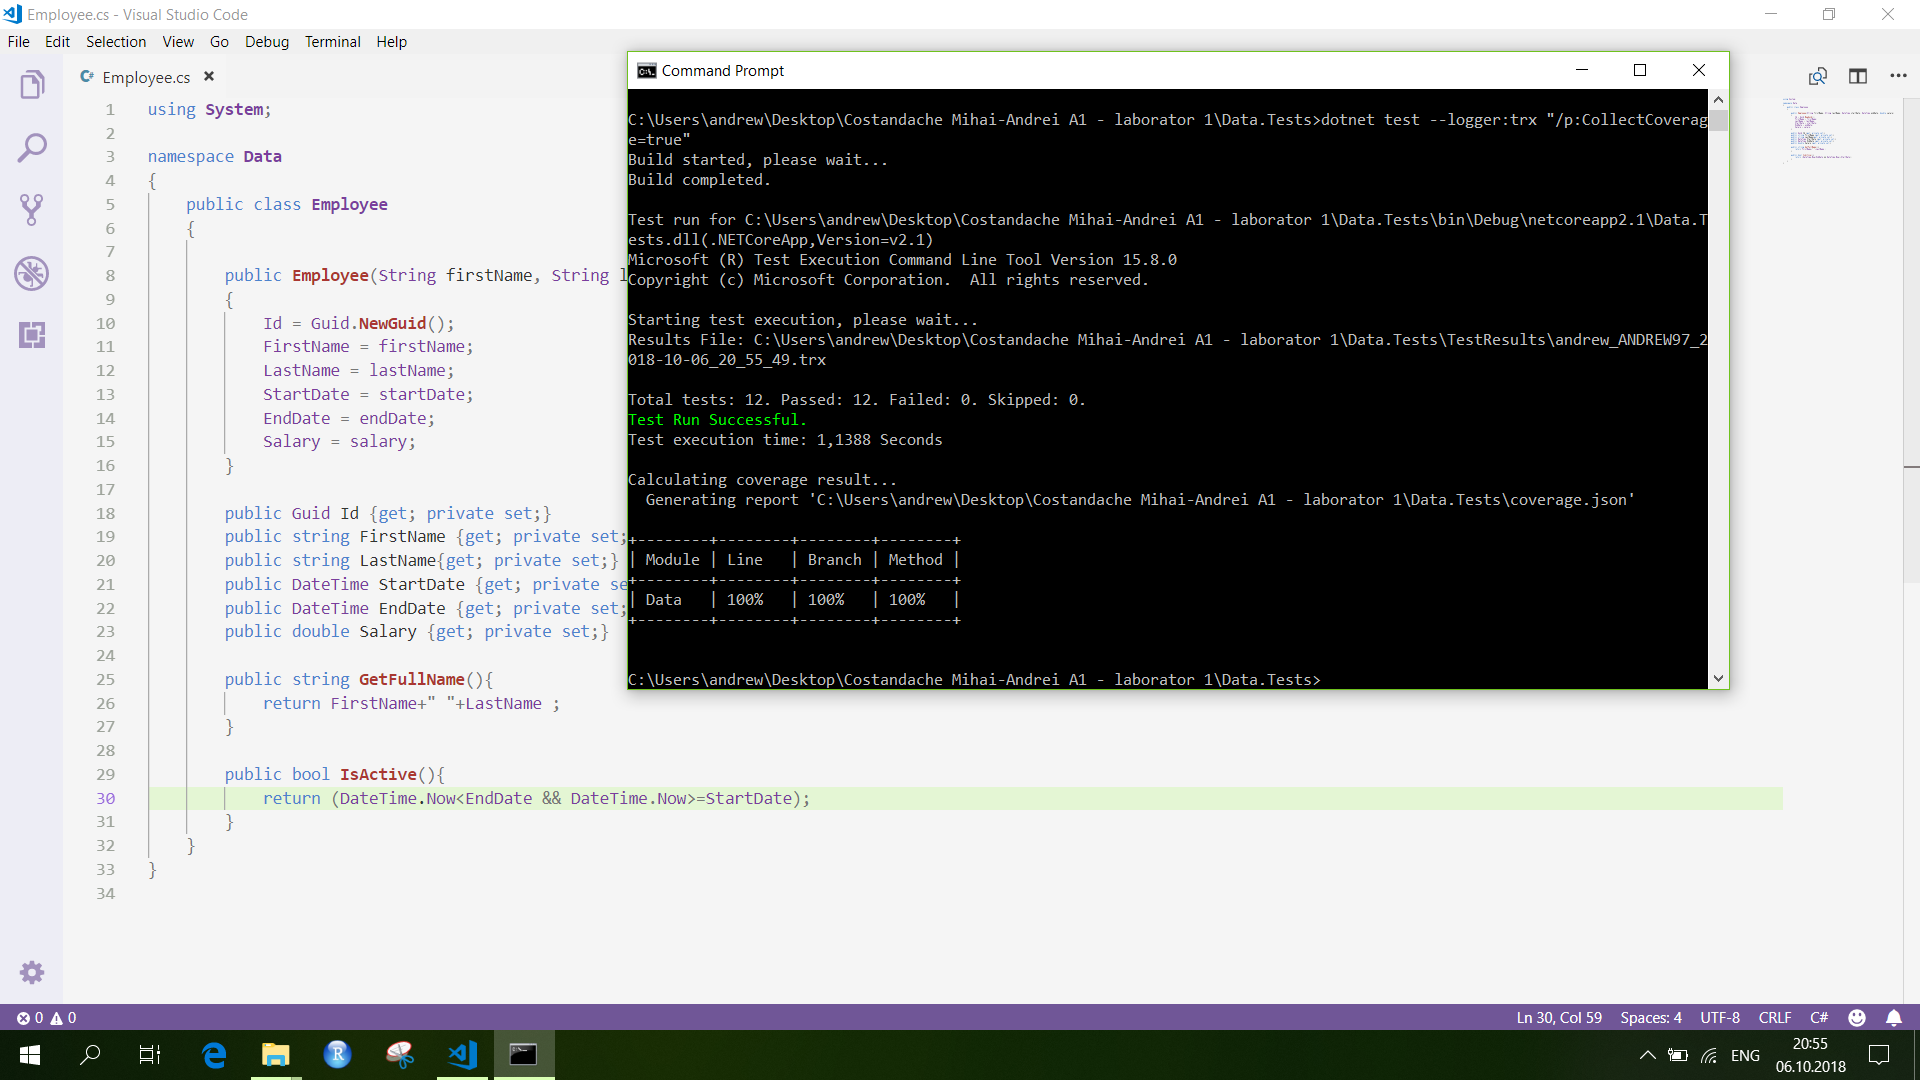 Employee.cs - Visual Studio Code
File Edit Selection View Go Debug Terminal Help
C# Employee.cs
1 using System;
2
3 namespace Data
4 {
5 public class Employee
6 {
7
8 public Employee(String firstName, String l
9 {
10 Id = Guid.NewGuid();
11 FirstName = firstName;
12 LastName = lastName;
13 StartDate = startDate;
14 EndDate = endDate;
15 Salary = salary;
16 }
17
18 public Guid Id {get; private set;}
19 public string FirstName {get; private set;
20 public string LastName{get; private set;}
21 public DateTime StartDate {get; private se
22 public DateTime EndDate {get; private set;
23 public double Salary {get; private set;}
24
25 public string GetFullName(){
26 return FirstName+" "+LastName ;
27 }
28
29 public bool IsActive(){
30 return (DateTime.Now<EndDate && DateTime.Now>=StartDate);
31 }
32 }
33 }
34
Command Prompt
C:\Users\andrew\Desktop\Costandache Mihai-Andrei A1 - laborator 1\Data.Tests>dotnet test --logger:trx "/p:CollectCoverag
e=true"
Build started, please wait...
Build completed.
Test run for C:\Users\andrew\Desktop\Costandache Mihai-Andrei A1 - laborator 1\Data.Tests\bin\Debug\netcoreapp2.1\Data.T
ests.dll(.NETCoreApp,Version=v2.1)
Microsoft (R) Test Execution Command Line Tool Version 15.8.0
Copyright (c) Microsoft Corporation.  All rights reserved.
Starting test execution, please wait...
Results File: C:\Users\andrew\Desktop\Costandache Mihai-Andrei A1 - laborator 1\Data.Tests\TestResults\andrew_ANDREW97_2
018-10-06_20_55_49.trx
Total tests: 12. Passed: 12. Failed: 0. Skipped: 0.
Test Run Successful.
Test execution time: 1,1388 Seconds
Calculating coverage result...
Generating report 'C:\Users\andrew\Desktop\Costandache Mihai-Andrei A1 - laborator 1\Data.Tests\coverage.json'
+--------+--------+--------+--------+
| Module | Line   | Branch | Method |
+--------+--------+--------+--------+
| Data   | 100%   | 100%   | 100%   |
+--------+--------+--------+--------+
C:\Users\andrew\Desktop\Costandache Mihai-Andrei A1 - laborator 1\Data.Tests>
0 0
Ln 30, Col 59 Spaces: 4 UTF-8 CRLF C#
R
ENG
20:55
06.10.2018